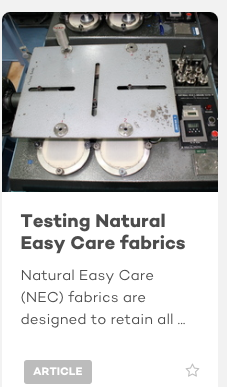 Testing Natural
Easy Care fabrics
Natural Easy Care
(NEC) fabrics are
designed to retain all ...
ARTICLE